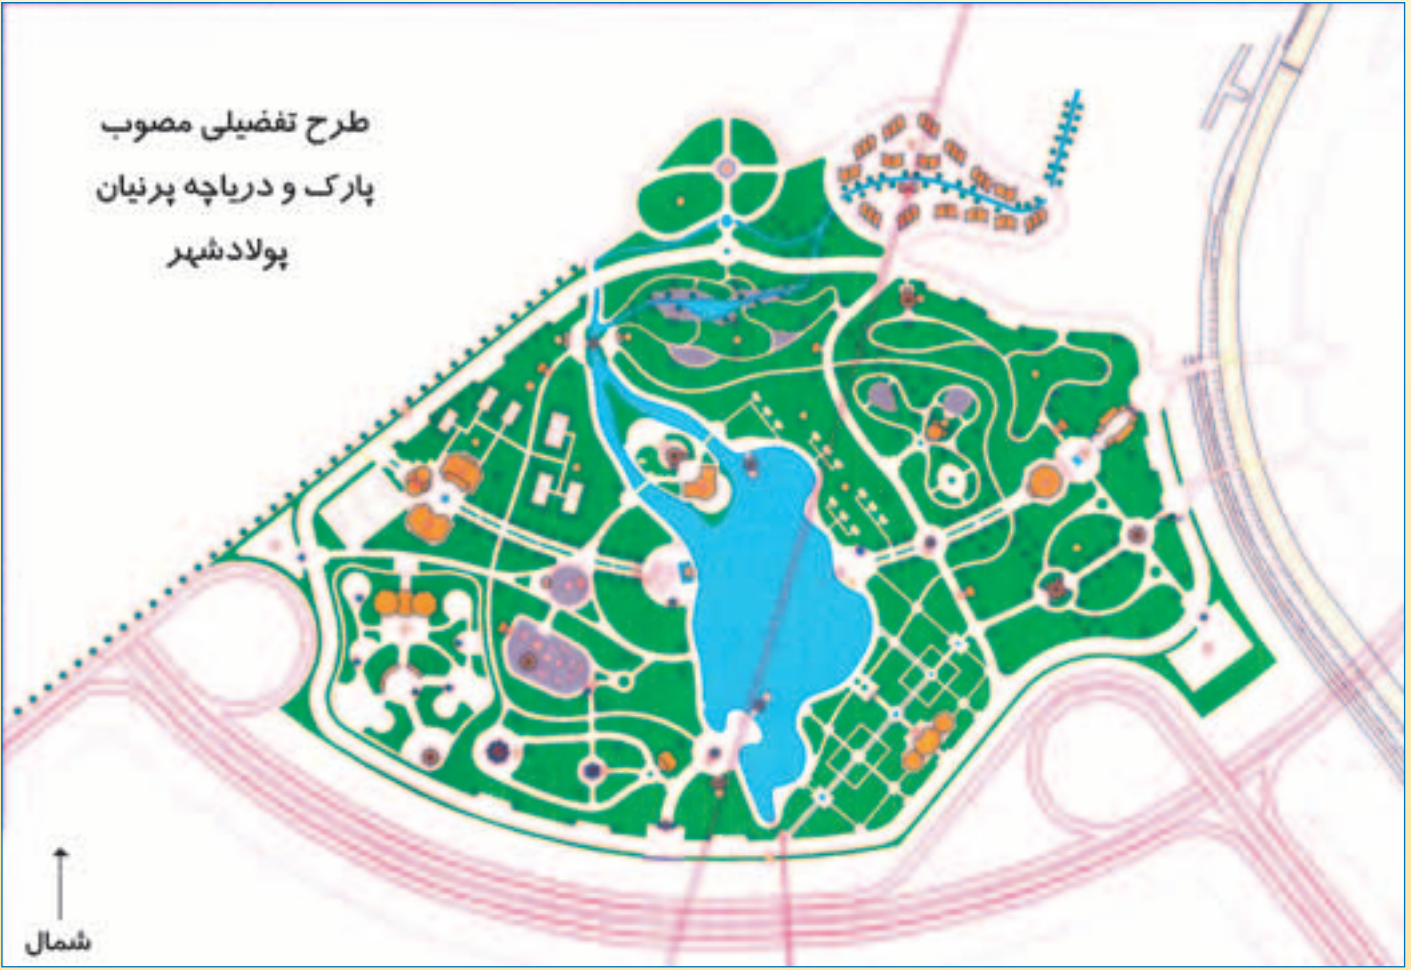 طرح تفضیلی مصوب
پارک و دریاچه پرنیان
پولادشهر
شمال